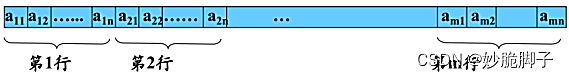 a11 a12 ...... a1n a21 a22 ...... a2n ... am1 am2 amn
第1行 第2行 第m行
CSDN @妙脆脚子